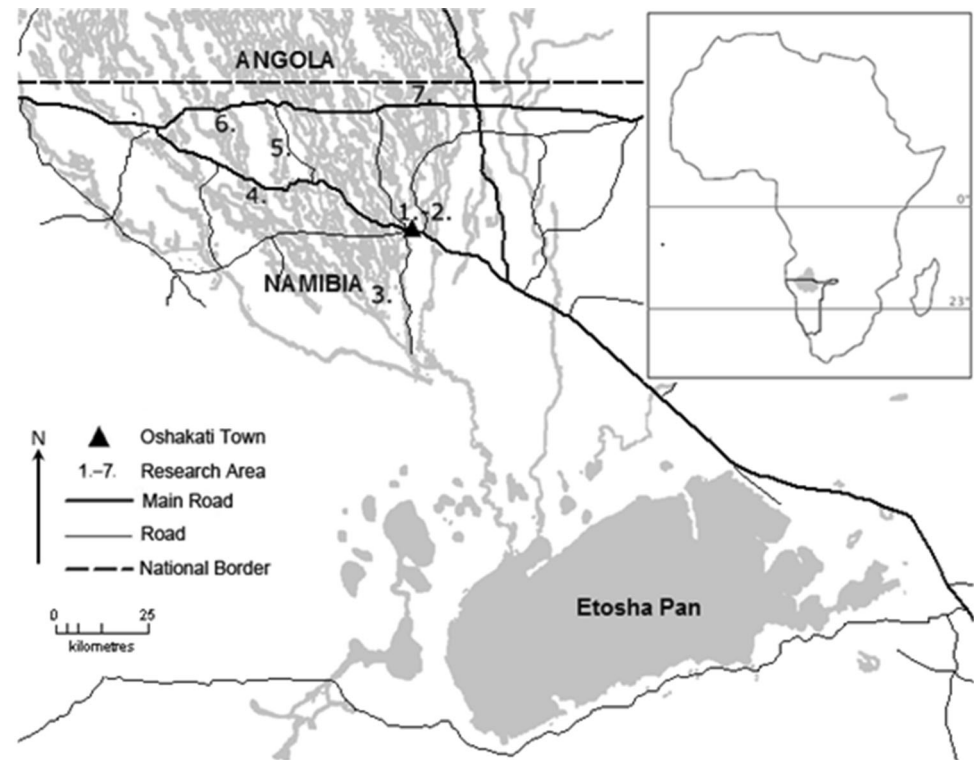 ANGOLA
7.
6.
5.
4.
1.-2.
NAMIBIA
3.
0°
23°
N
Oshakati Town
1.–7. Research Area
Main Road
Road
National Border
0 25
kilometres
Etosha Pan